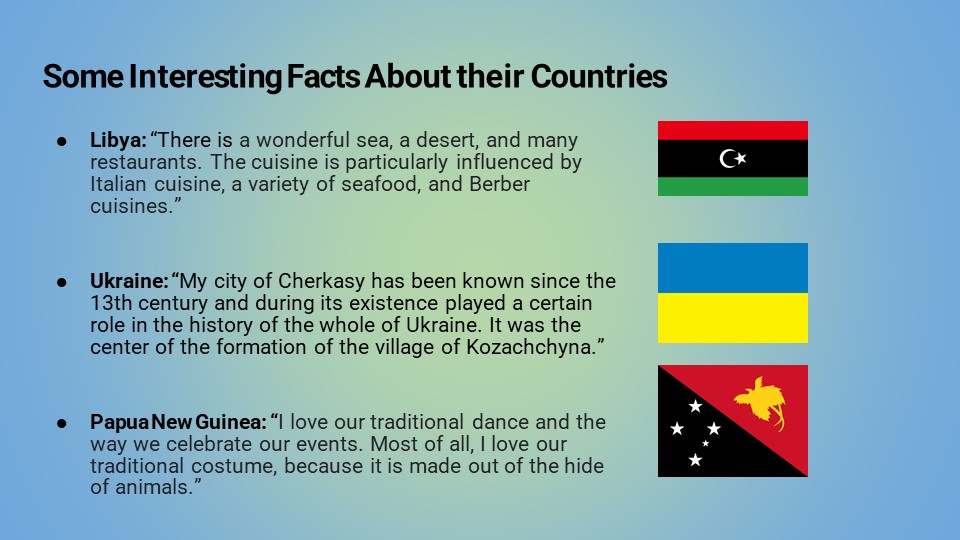 Some Interesting Facts About their Countries
● Libya: “There is a wonderful sea, a desert, and many
restaurants. The cuisine is particularly influenced by
Italian cuisine, a variety of seafood, and Berber
cuisines.”
● Ukraine: “My city of Cherkasy has been known since the
13th century and during its existence played a certain
role in the history of the whole of Ukraine. It was the
center of the formation of the village of Kozachchyna.”
● Papua New Guinea: “I love our traditional dance and the
way we celebrate our events. Most of all, I love our
traditional costume, because it is made out of the hide
of animals.”